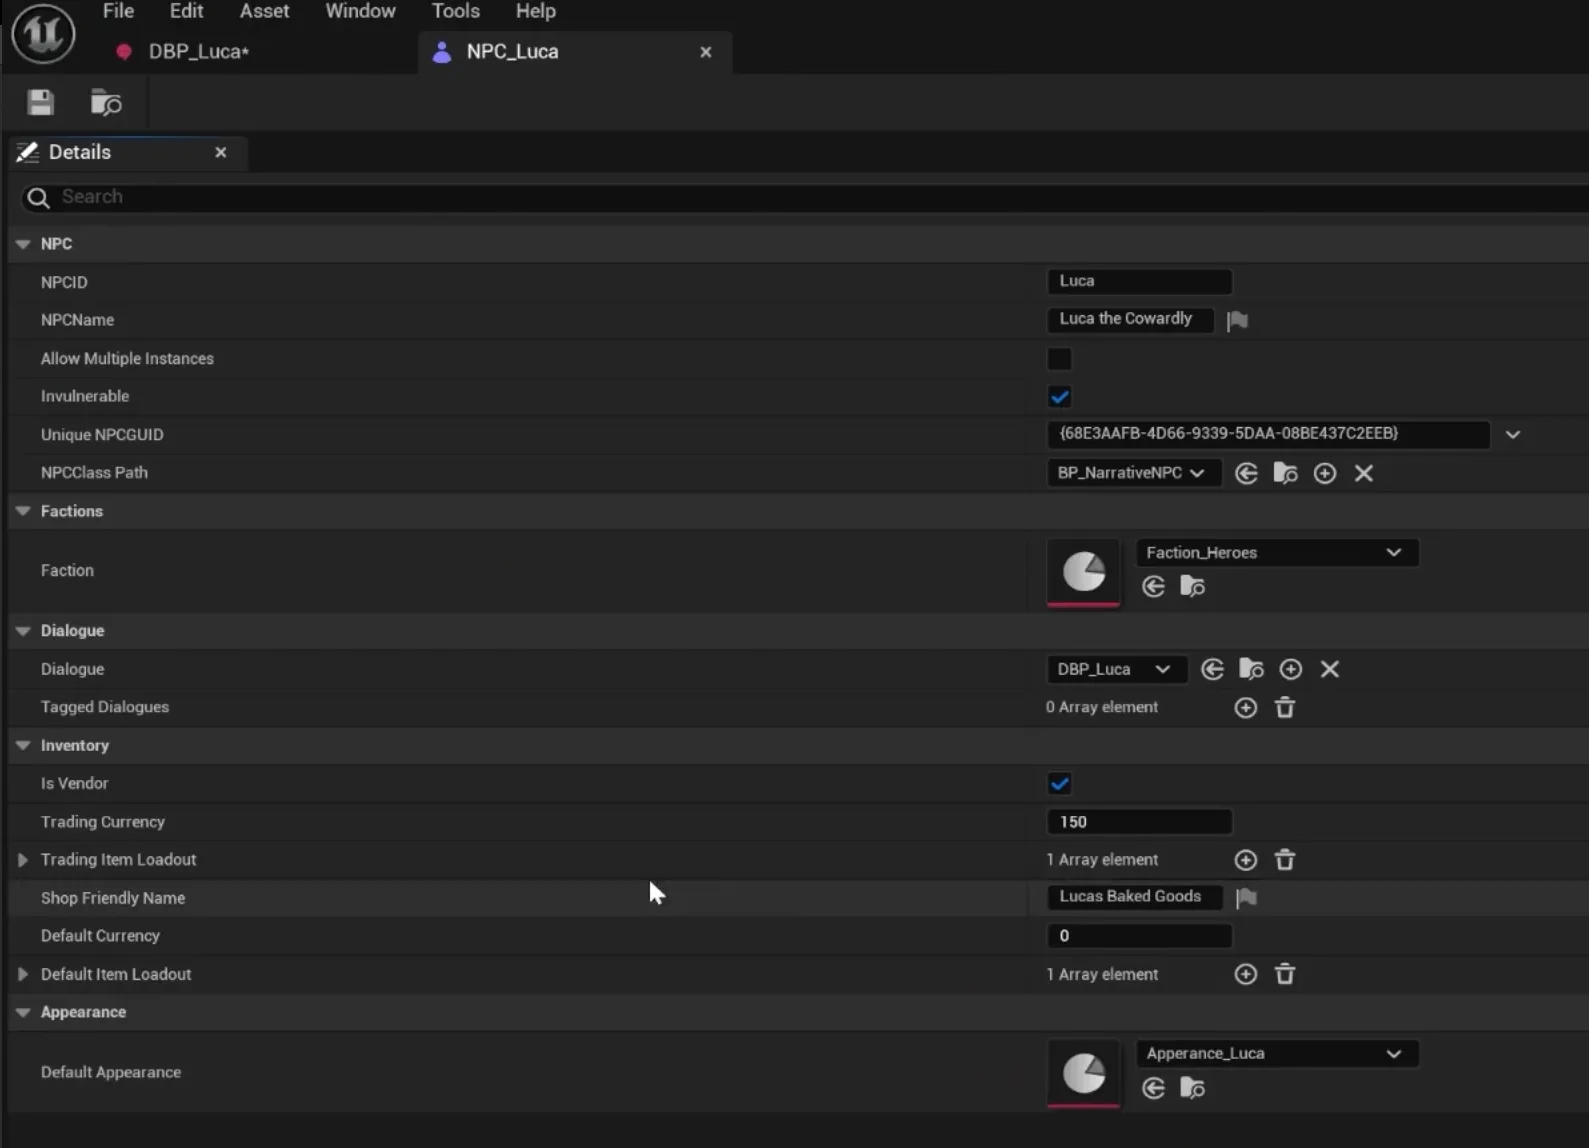 File Edit Asset Window Tools Help
DBP_Luca* NPC_Luca
Details
Search
NPC
NPCID Luca
NPCName Luca the Cowardly
Allow Multiple Instances
Invulnerable
Unique NPCGUID {68E3AAFB-4D66-9339-5DAA-08BE437C2EEB}
NPCClass Path BP_NarrativeNPC
Factions
Faction Faction_Heroes
Dialogue
Dialogue DBP_Luca
Tagged Dialogues 0 Array element
Inventory
Is Vendor
Trading Currency 150
Trading Item Loadout 1 Array element
Shop Friendly Name Lucas Baked Goods
Default Currency 0
Default Item Loadout 1 Array element
Appearance
Default Appearance Apperance_Luca